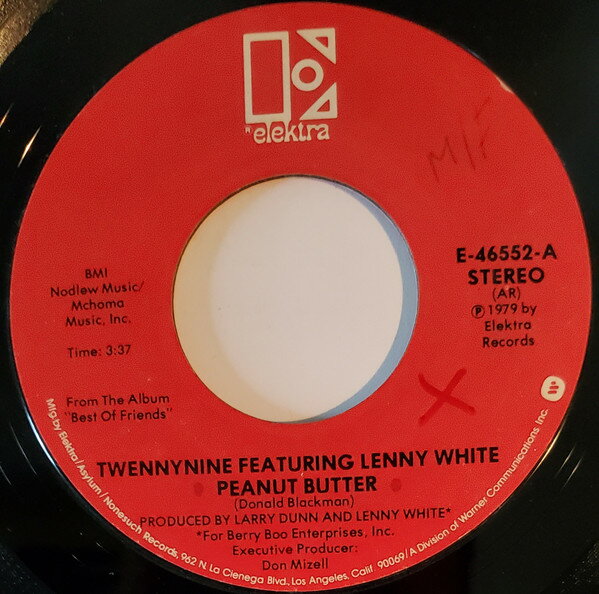 R elektra
M/F
E-46552-A
STEREO
(AR)
℗ 1979 by
Elektra
Records
BMI
Nodlew Music/
Mchoma
Music, Inc.
Time: 3:37
From The Album
"Best Of Friends"
X
TWENNYNINE FEATURING LENNY WHITE
PEANUT BUTTER
(Donald Blackman)
PRODUCED BY LARRY DUNN AND LENNY WHITE*
*For Berry Boo Enterprises, Inc.
Executive Producer:
Don Mizell
Mfg. by Elektra/Asylum/Nonesuch Records, 962 N. La Cienega Blvd., Los Angeles, Calif. 90069/A Division of Warner Communications, Inc.